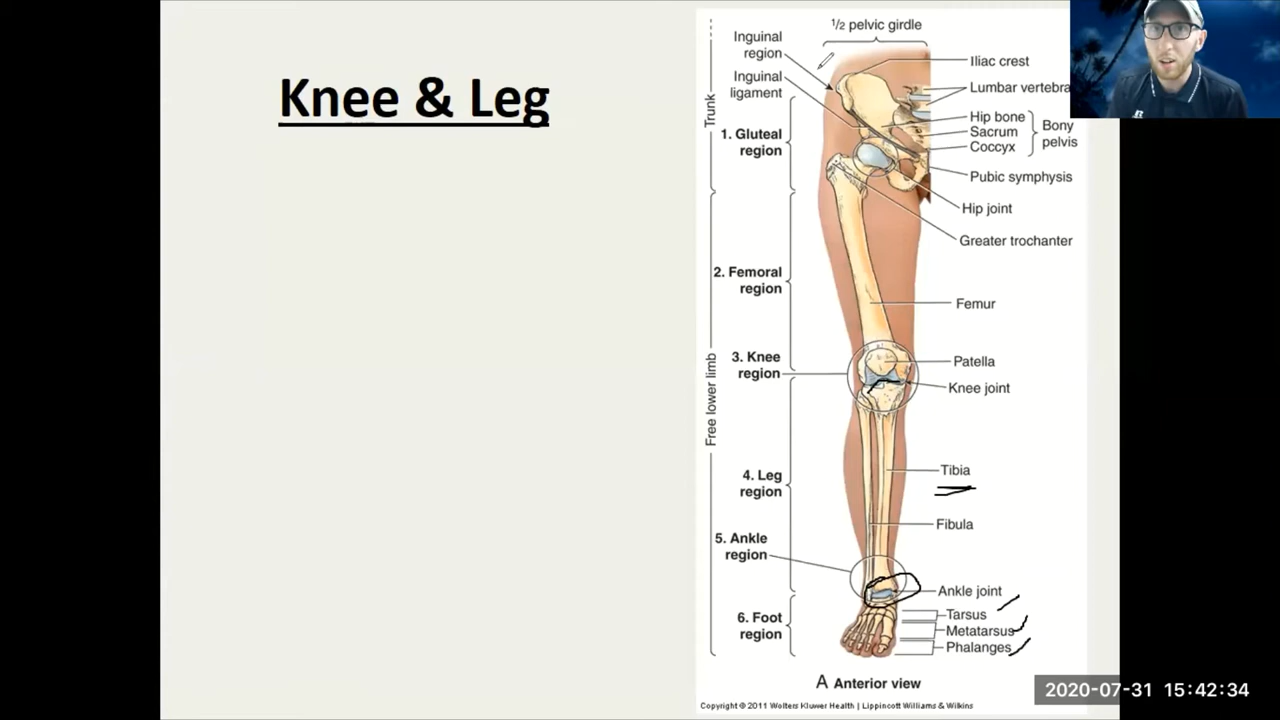 Knee & Leg
1/2 pelvic girdle
Inguinal
region
Inguinal
ligament
Trunk
1. Gluteal
region
2. Femoral
region
3. Knee
region
Free lower limb
4. Leg
region
5. Ankle
region
6. Foot
region
Iliac crest
Lumbar vertebra
Hip bone
Sacrum
Coccyx
Bony
pelvis
Pubic symphysis
Hip joint
Greater trochanter
Femur
Patella
Knee joint
Tibia
Fibula
Ankle joint
Tarsus
Metatarsus
Phalanges
A Anterior view
Copyright © 2011 Wolters Kluwer Health | Lippincott Williams & Wilkins
2020-07-31 15:42:34